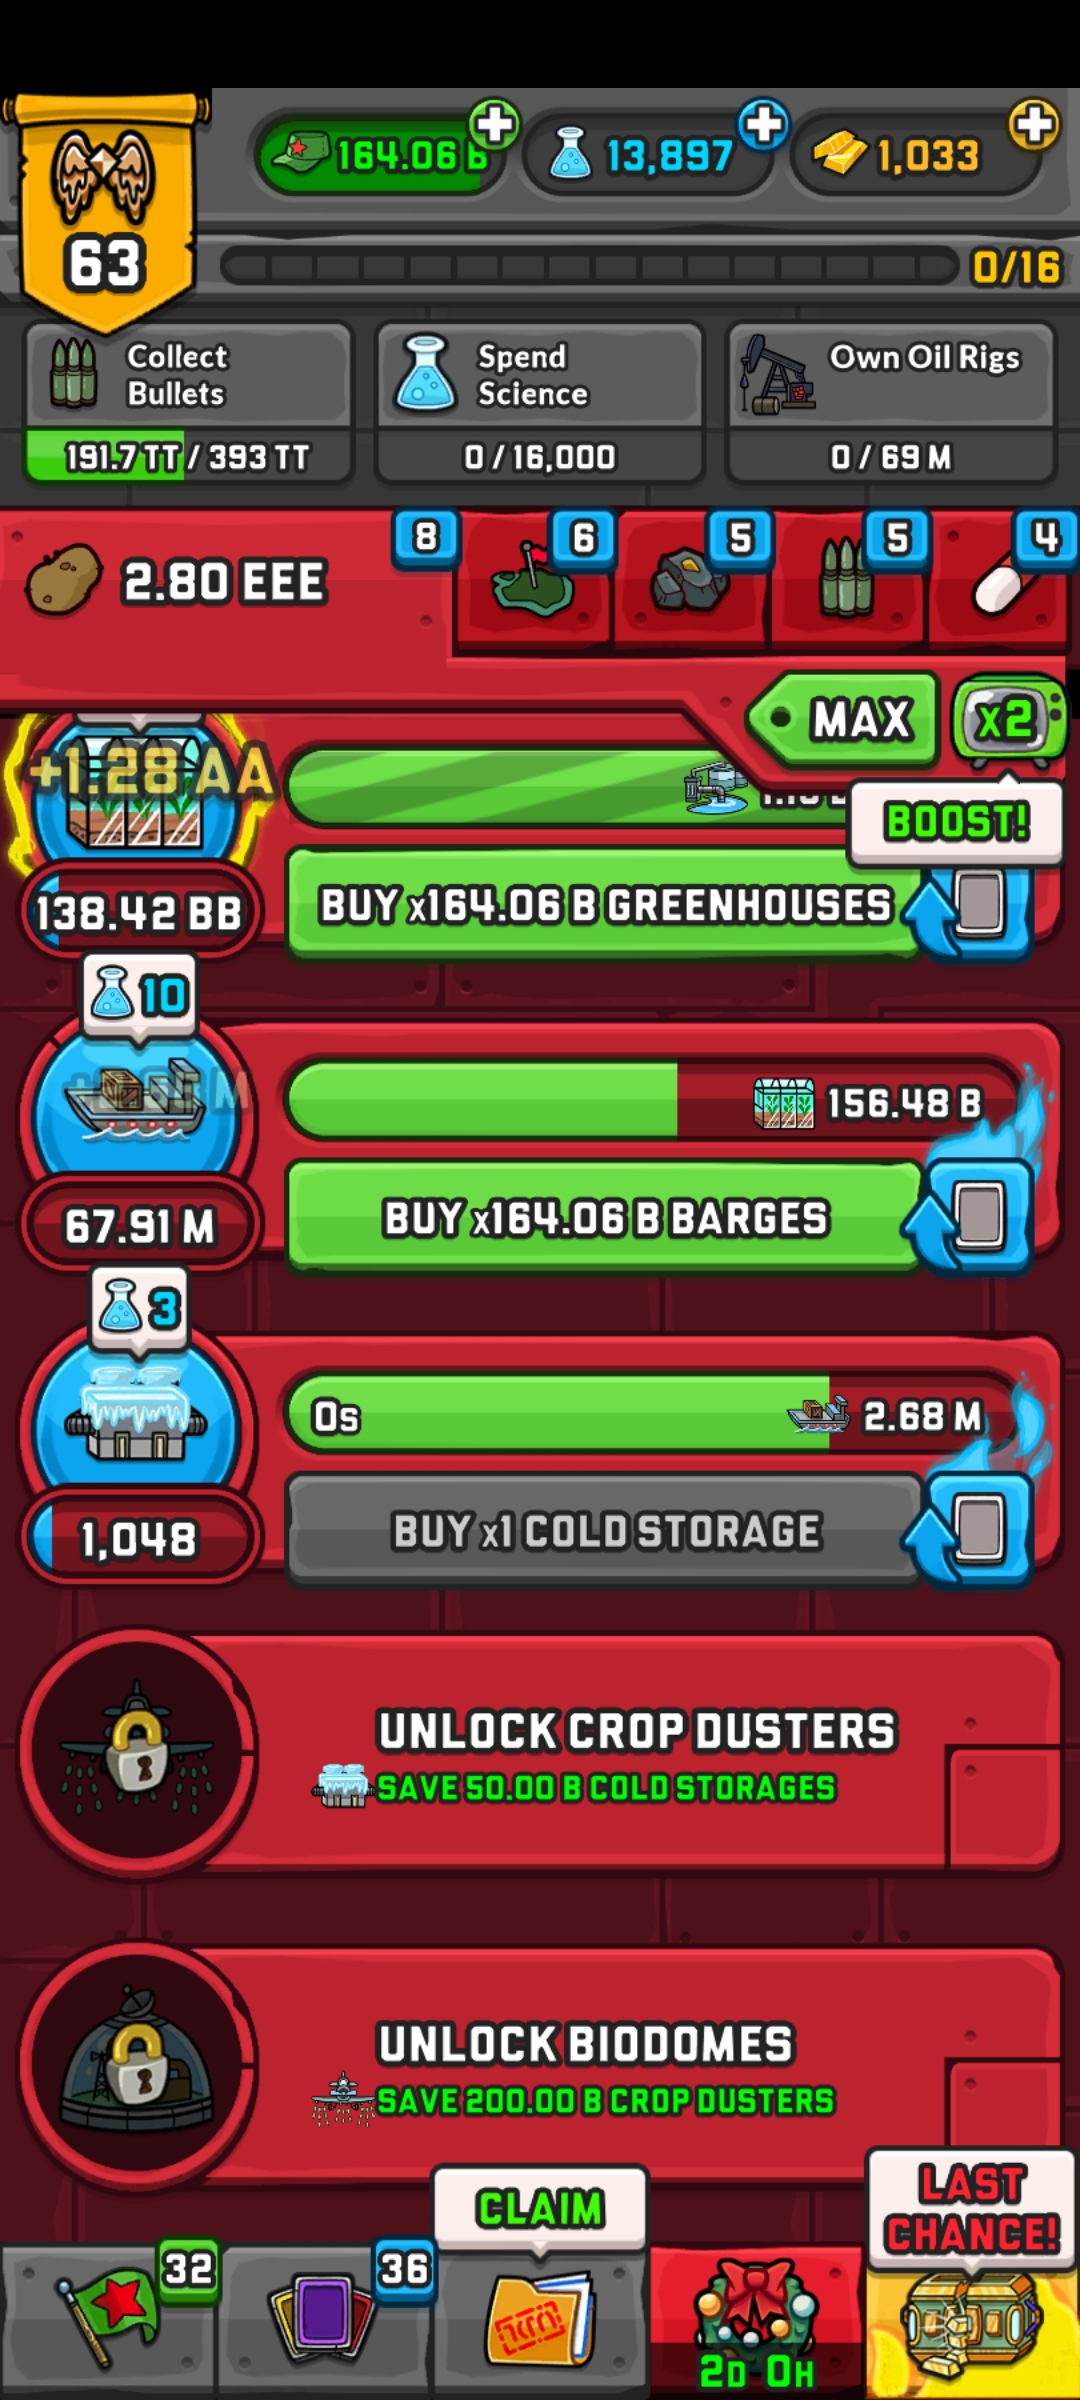 164.06 B
13,897
1,033
63
0/16
Collect
Bullets
Spend
Science
Own Oil Rigs
191.7 TT / 393 TT
0 / 16,000
0 / 69 M
2.80 EEE
8
6
5
5
4
MAX
x2
BOOST!
+1.28 AA
138.42 BB
BUY x164.06 B GREENHOUSES
10
156.48 B
67.91 M
BUY x164.06 B BARGES
3
0s
2.68 M
1,048
BUY x1 COLD STORAGE
UNLOCK CROP DUSTERS
SAVE 50.00 B COLD STORAGES
UNLOCK BIODOMES
SAVE 200.00 B CROP DUSTERS
CLAIM
LAST
CHANCE!
32
36
2D 0H